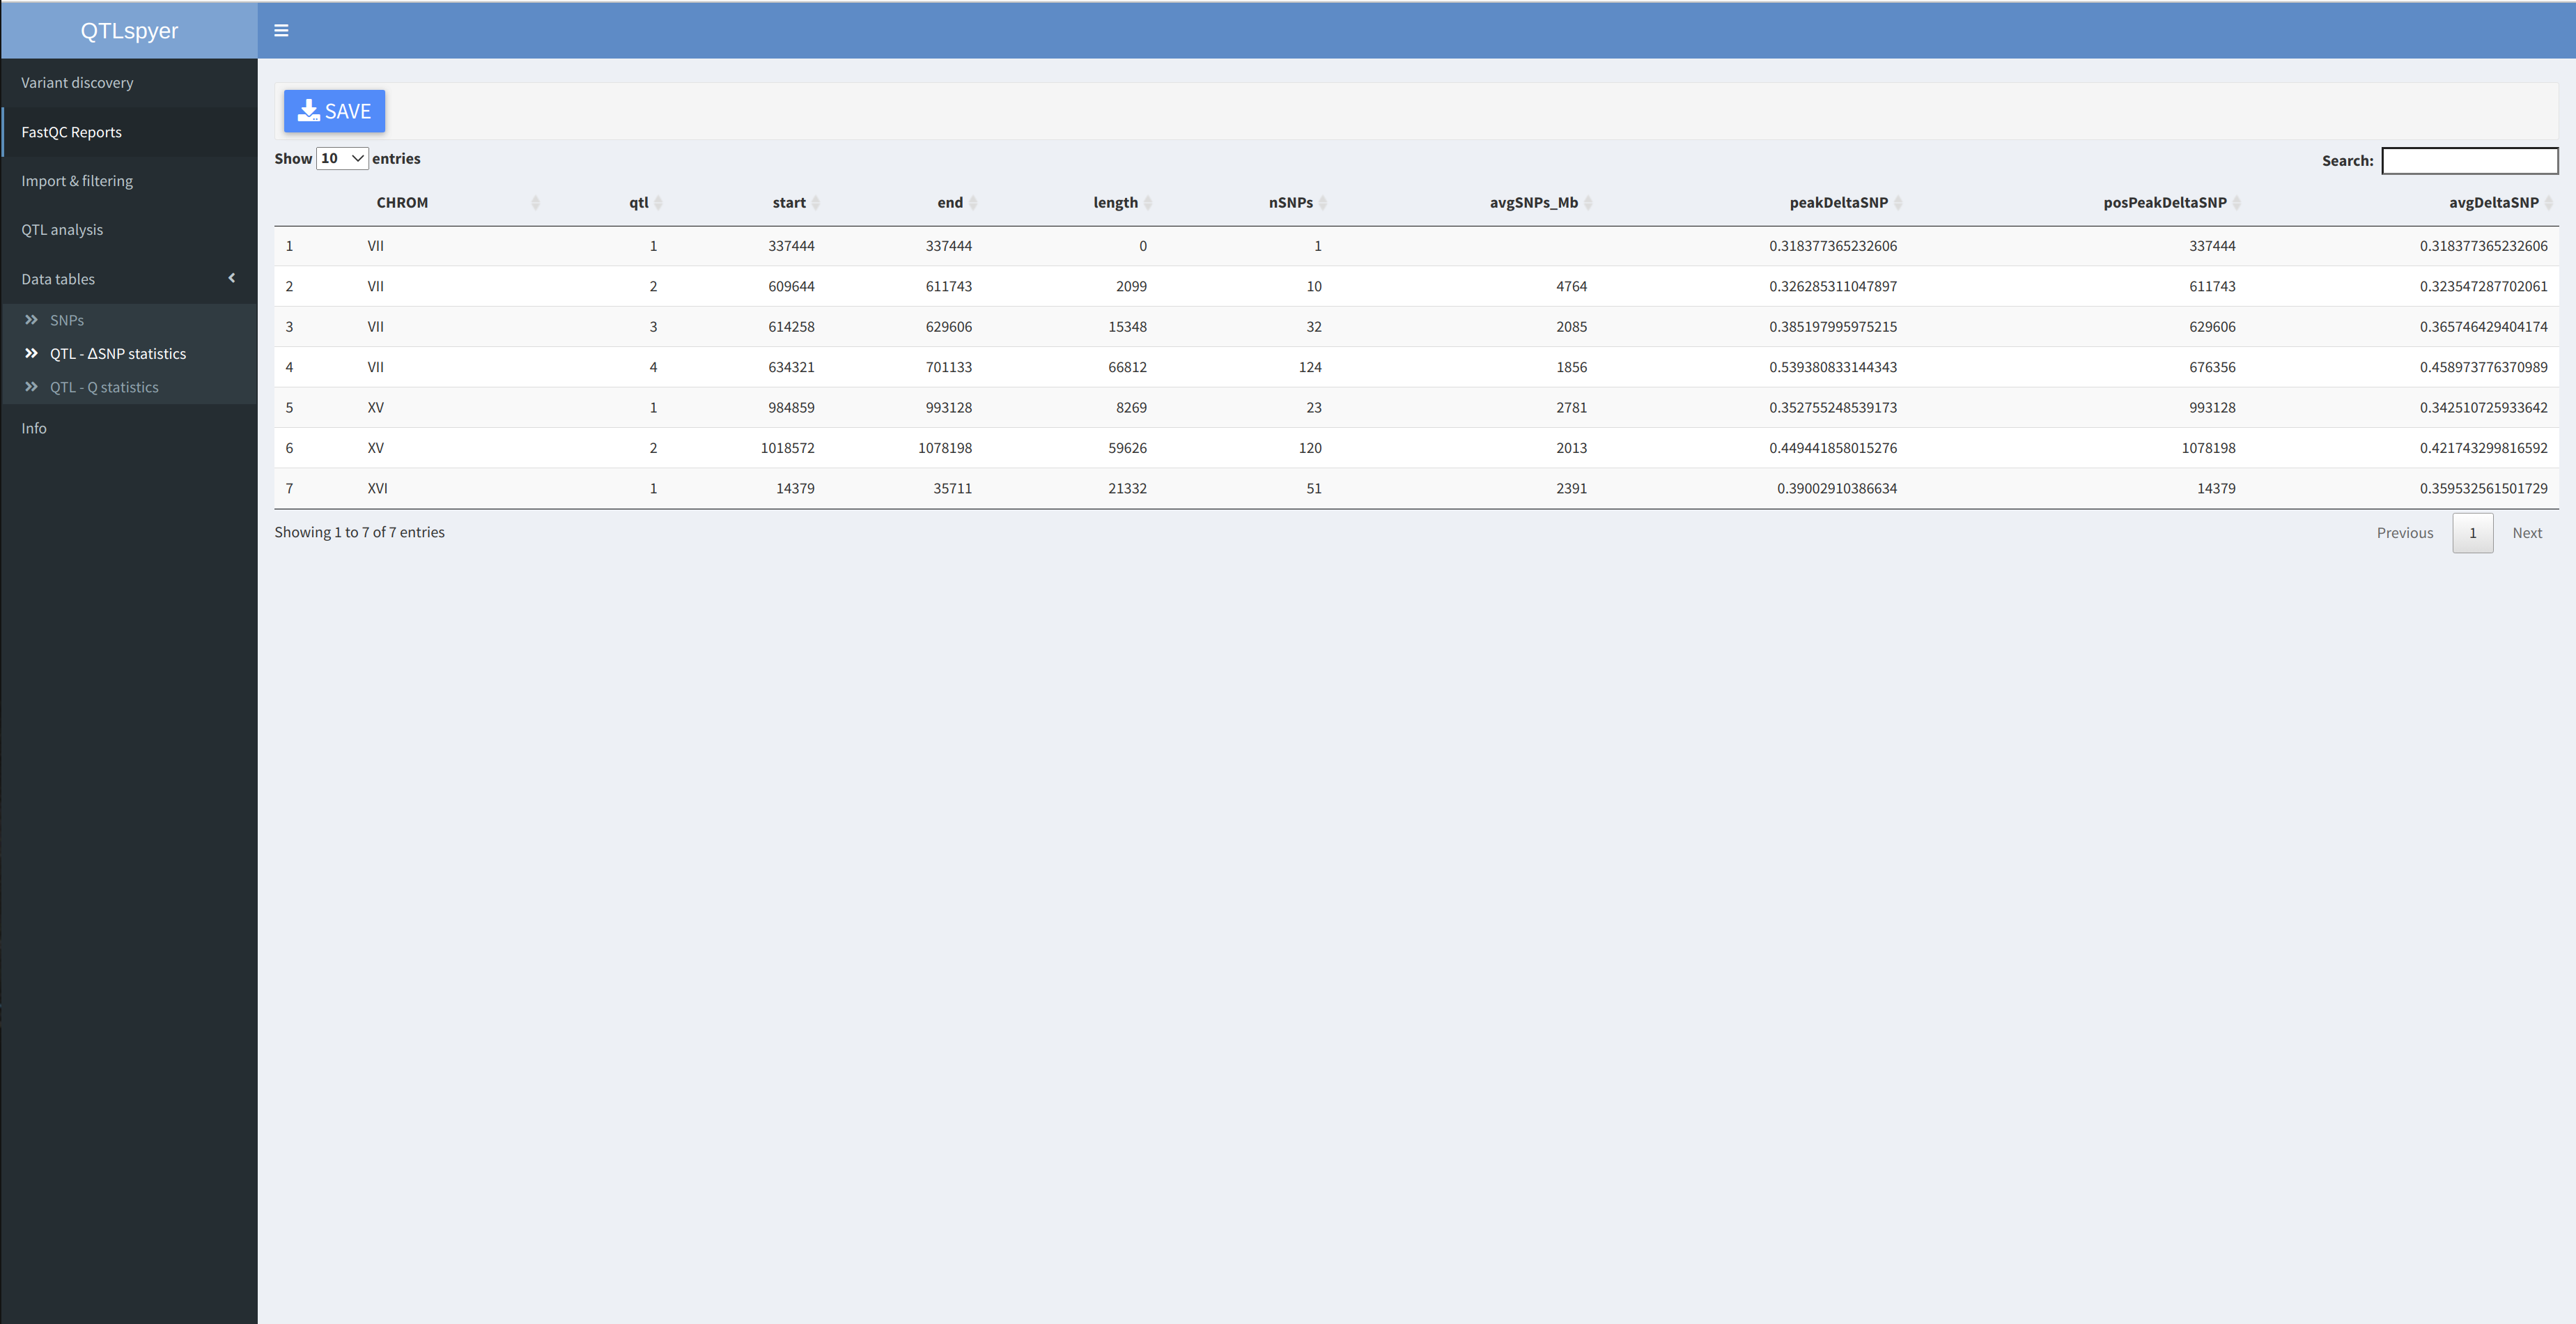 QTLspyer
Variant discovery
FastQC Reports
Import & filtering
QTL analysis
Data tables
SNPs
QTL - ΔSNP statistics
QTL - Q statistics
Info
SAVE
Show 10 entries
Search:
CHROM qtl start end length nSNPs avgSNPs_Mb peakDeltaSNP posPeakDeltaSNP avgDeltaSNP
1 VII 1 337444 337444 0 1 0.318377365232606 337444 0.318377365232606
2 VII 2 609644 611743 2099 10 4764 0.326285311047897 611743 0.323547287702061
3 VII 3 614258 629606 15348 32 2085 0.385197995975215 629606 0.365746429404174
4 VII 4 634321 701133 66812 124 1856 0.539380833144343 676356 0.458973776370989
5 XV 1 984859 993128 8269 23 2781 0.352755248539173 993128 0.342510725933642
6 XV 2 1018572 1078198 59626 120 2013 0.449441858015276 1078198 0.421743299816592
7 XVI 1 14379 35711 21332 51 2391 0.39002910386634 14379 0.359532561501729
Showing 1 to 7 of 7 entries
Previous 1 Next